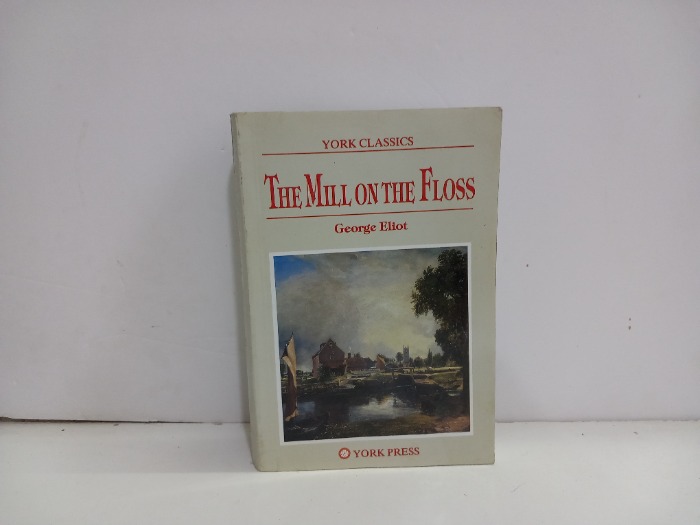 YORK CLASSICS
THE MILL ON THE FLOSS
George Eliot
YORK PRESS